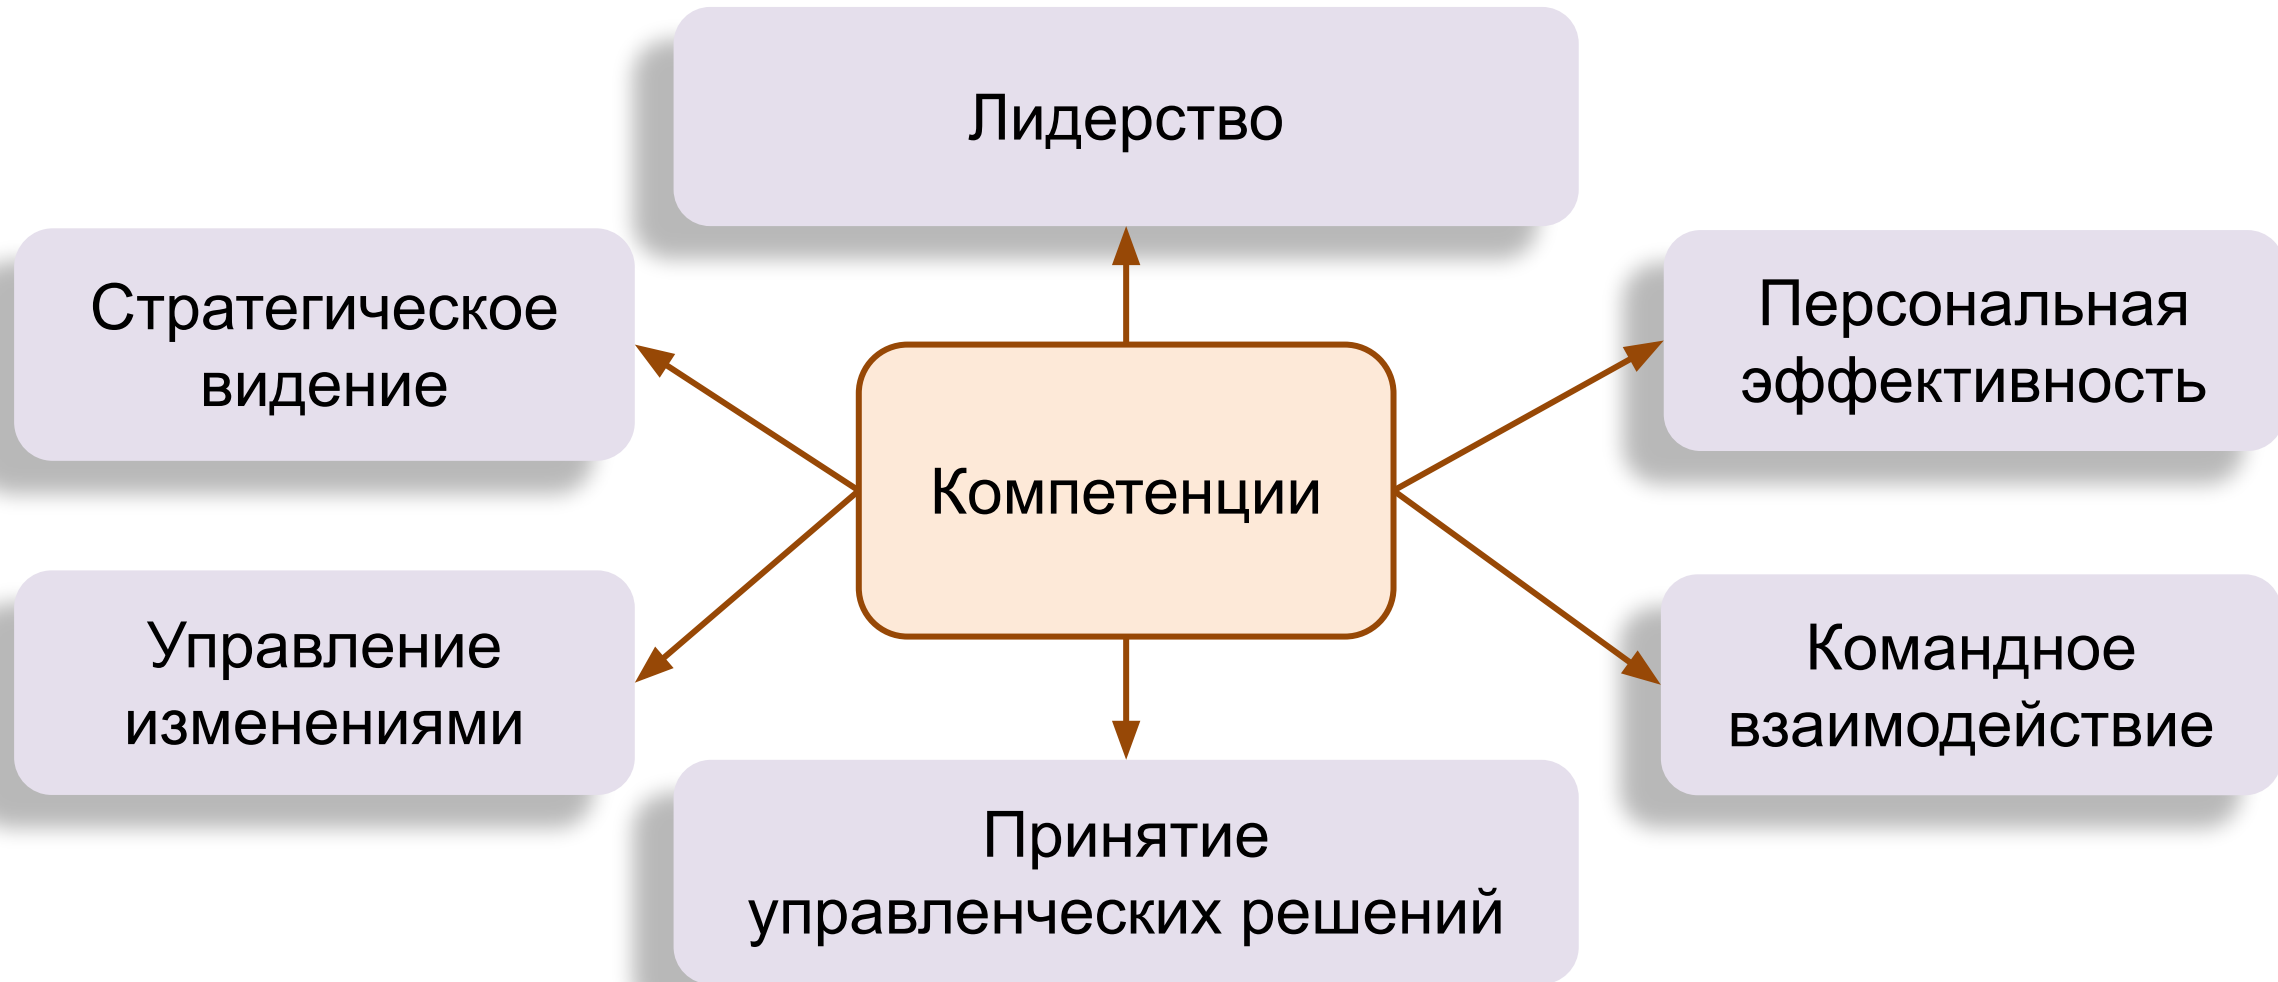 Лидерство
Стратегическое
видение
Персональная
эффективность
Компетенции
Управление
изменениями
Командное
взаимодействие
Принятие
управленческих решений